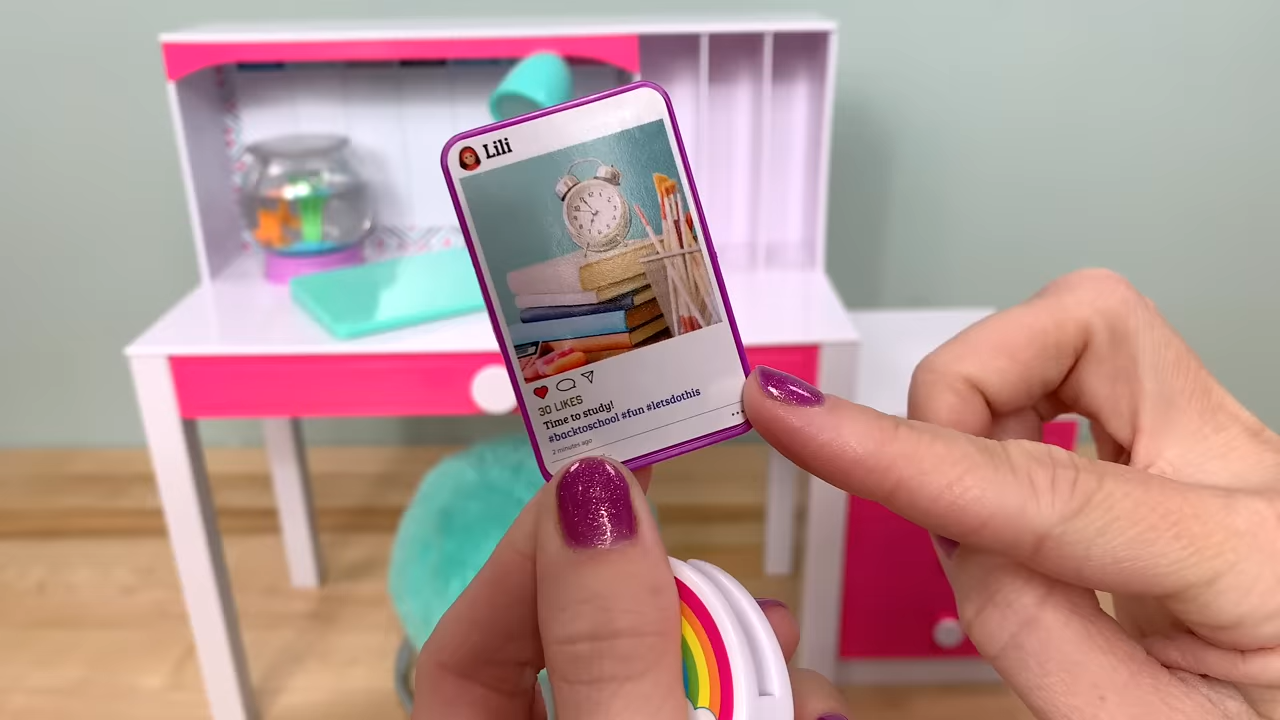 Lili
30 LIKES
Time to study!
#backtoschool #fun #letsdothis
2 minutes ago